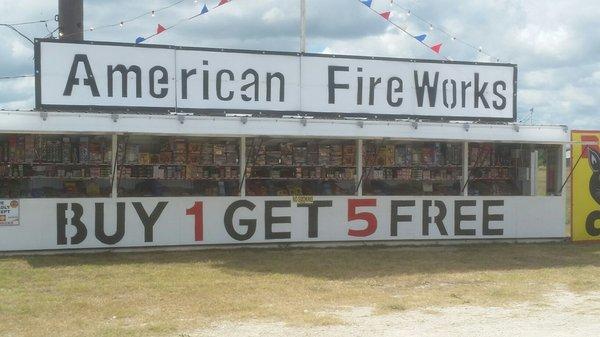 American FireWorks
BUY 1 GET 5 FREE
NO SMOKING